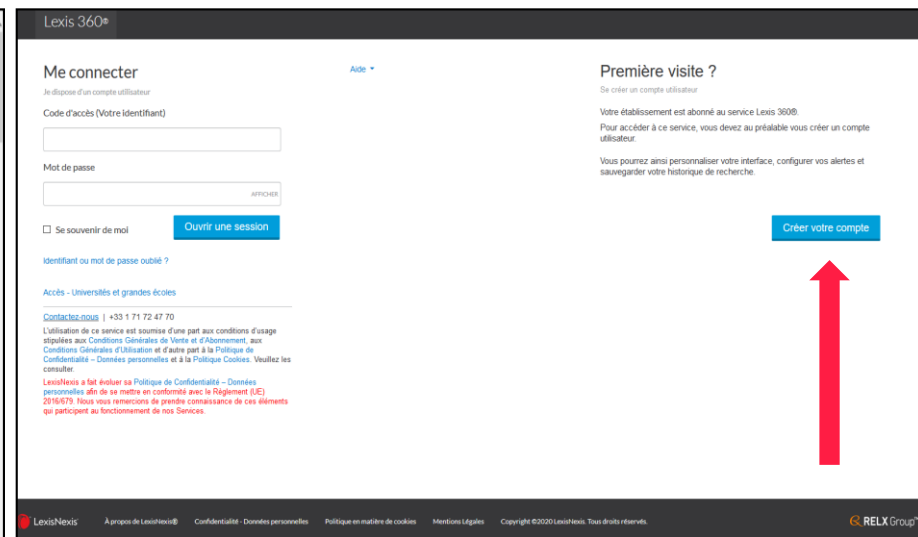 Lexis 360®
Me connecter
Je dispose d'un compte utilisateur
Code d'accès (Votre identifiant)
Mot de passe
AFFICHER
Se souvenir de moi
Ouvrir une session
Identifiant ou mot de passe oublié ?
Accès - Universités et grandes écoles
Contactez-nous | +33 1 71 72 47 70
L'utilisation de ce service est soumise d'une part aux conditions d'usage
stipulées aux Conditions Générales de Vente et d'Abonnement, aux
Conditions Générales d'Utilisation et d'autre part à la Politique de
Confidentialité – Données personnelles et à la Politique Cookies. Veuillez les
consulter.
LexisNexis a fait évoluer sa Politique de Confidentialité – Données
personnelles afin de se mettre en conformité avec le Règlement (UE)
2016/679. Nous vous remercions de prendre connaissance de ces éléments
qui participent au fonctionnement de nos Services.
Aide
Première visite ?
Se créer un compte utilisateur
Votre établissement est abonné au service Lexis 360®.
Pour accéder à ce service, vous devez au préalable vous créer un compte
utilisateur.
Vous pourrez ainsi personnaliser votre interface, configurer vos alertes et
sauvegarder votre historique de recherche.
Créer votre compte
LexisNexis À propos de LexisNexis® Confidentialité - Données personnelles Politique en matière de cookies Mentions Légales Copyright ©2020 LexisNexis. Tous droits réservés. RELX Group™